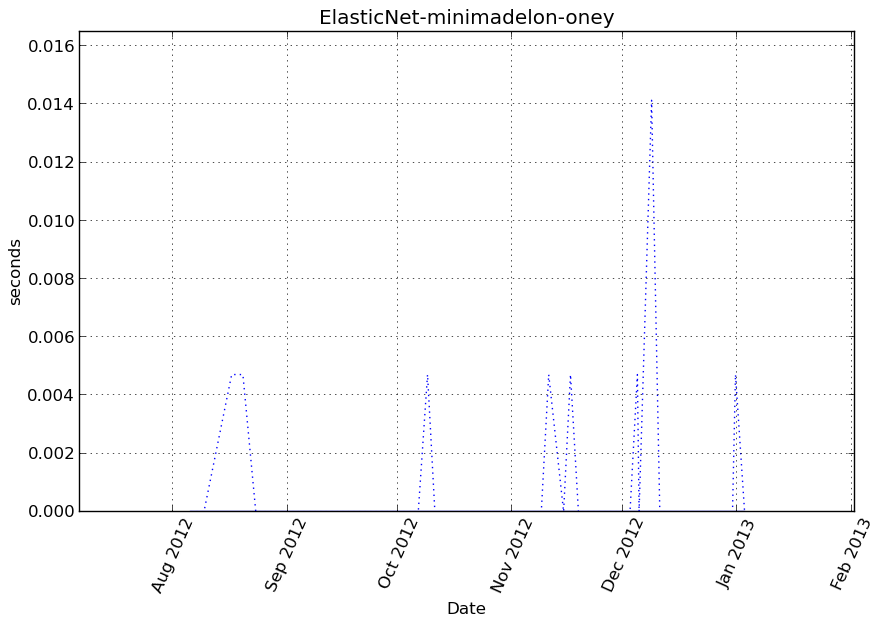 ElasticNet-minimadelon-oney
0.016
0.014
0.012
0.010
0.008
0.006
0.004
0.002
0.000
seconds
Aug 2012
Sep 2012
Oct 2012
Nov 2012
Dec 2012
Jan 2013
Feb 2013
Date